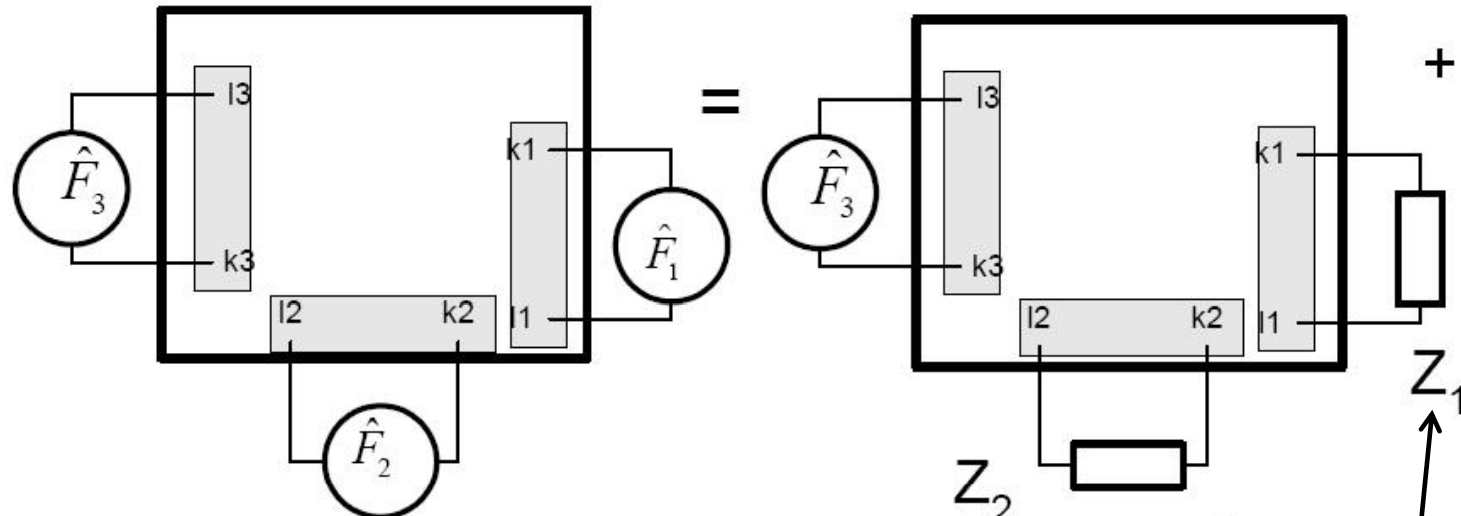 l3
k3
F̂₃
l2 k2
k1
l1
F̂₁
F̂₂
=
l3
k3
F̂₃
l2 k2
k1
l1
Z₂
Z₁
+